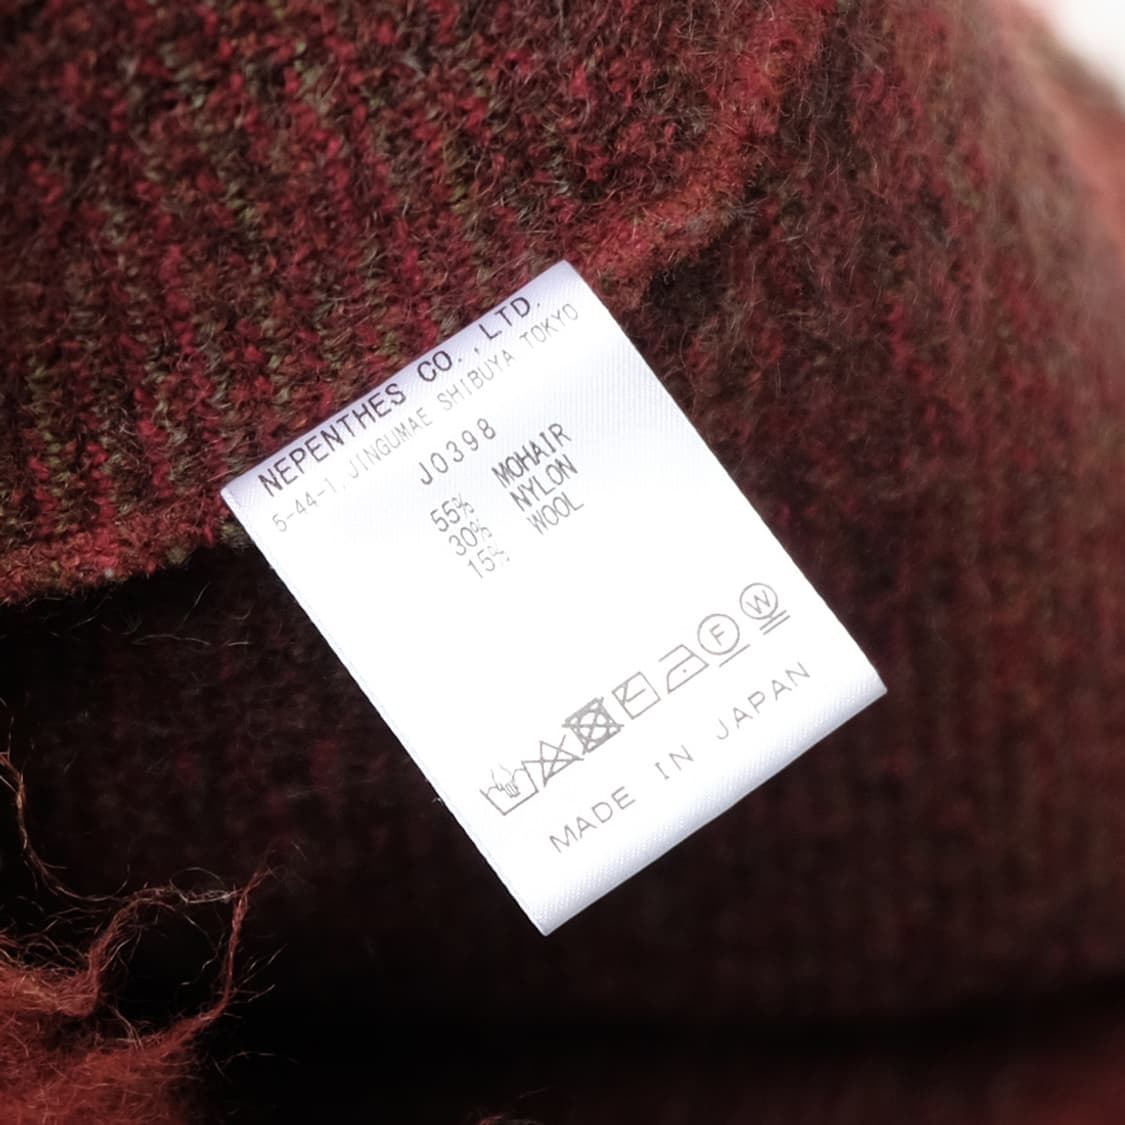 NEPENTHES CO., LTD.
5-44-1, JINGUMAE SHIBUYA TOKYO
J0398
55% MOHAIR
30% NYLON
15% WOOL
F W
MADE IN JAPAN